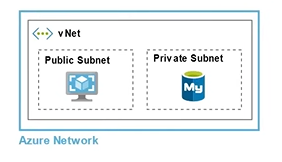 vNet
Public Subnet
Private Subnet
My
Azure Network